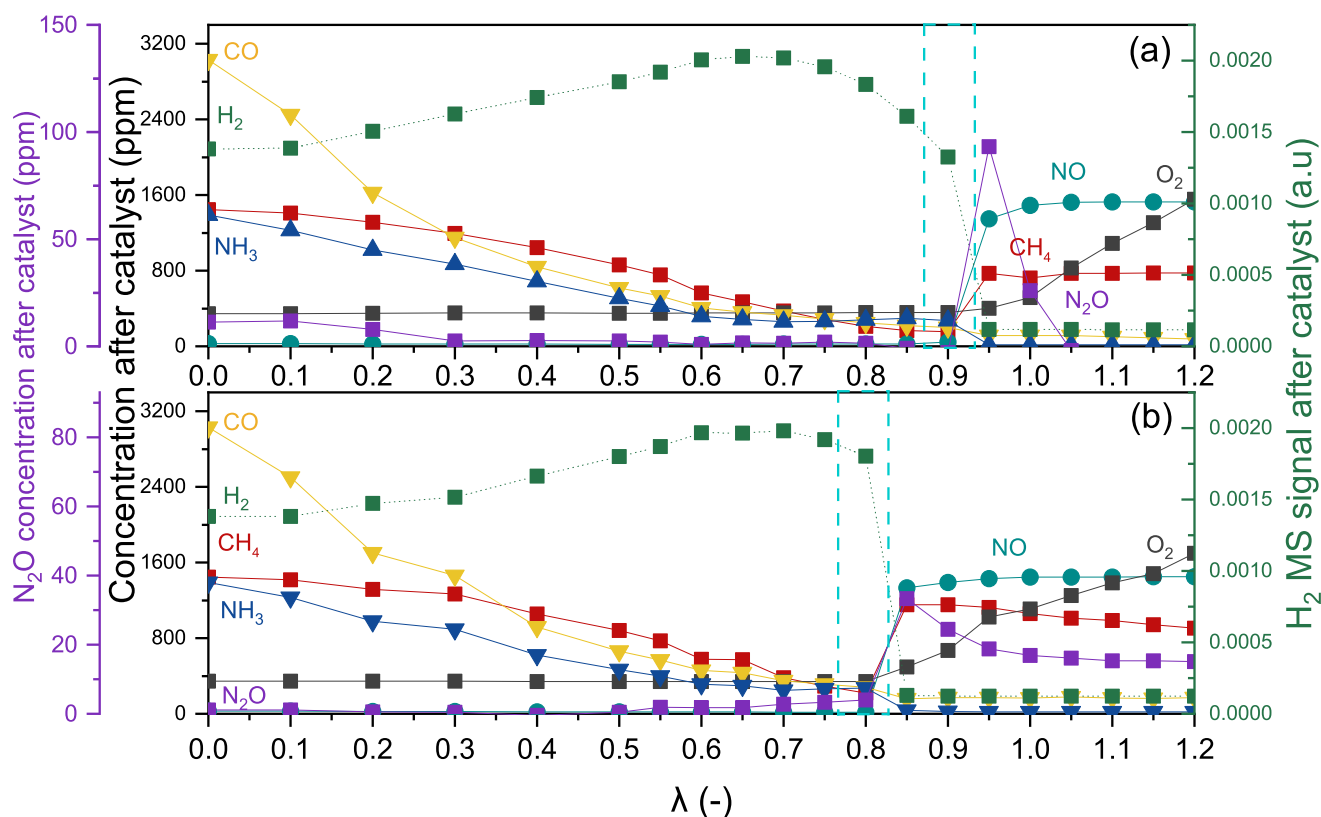 N₂O concentration after catalyst (ppm)
150
100
50
0
80
60
40
20
0
Concentration after catalyst (ppm)
3200
2400
1600
800
0
CO
H₂
NH₃
(a)
NO
O₂
CH₄
N₂O
0.0 0.1 0.2 0.3 0.4 0.5 0.6 0.7 0.8 0.9 1.0 1.1 1.2
3200
2400
1600
800
0
CO
H₂
CH₄
NH₃
N₂O
(b)
NO
O₂
0.0 0.1 0.2 0.3 0.4 0.5 0.6 0.7 0.8 0.9 1.0 1.1 1.2
λ (-)
0.0020
0.0015
0.0010
0.0005
0.0000
0.0020
0.0015
0.0010
0.0005
0.0000
H₂ MS signal after catalyst (a.u)